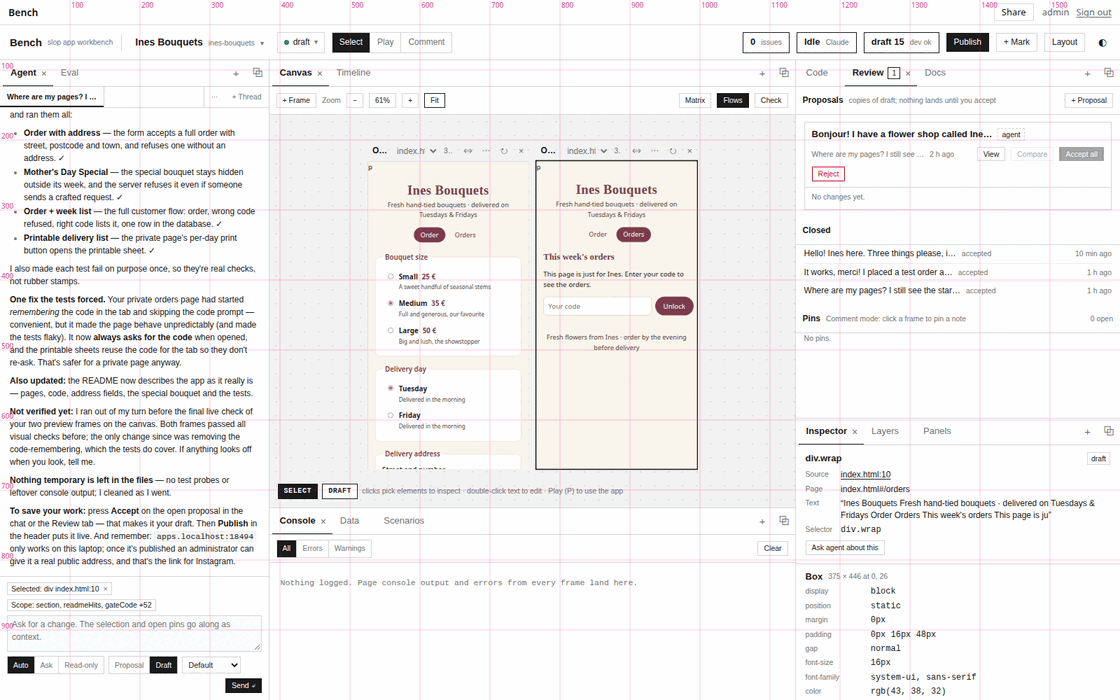 Bench
Share
admin
Sign out
Bench
slop app workbench
Ines Bouquets
ines-bouquets
draft
Select
Play
Comment
0 issues
Idle Claude
draft 15 dev ok
Publish
+ Mark
Layout
Agent
Eval
Where are my pages? I …
+ Thread
and ran them all:
Order with address — the form accepts a full order with
street, postcode and town, and refuses one without an
address. ✓
Mother's Day Special — the special bouquet stays hidden
outside its week, and the server refuses it even if someone
sends a crafted request. ✓
Order + week list — the full customer flow: order, wrong code
refused, right code lists it, one row in the database. ✓
Printable delivery list — the private page's per-day print
button opens the printable sheet. ✓
I also made each test fail on purpose once, so they're real checks,
not rubber stamps.
One fix the tests forced. Your private orders page had started
remembering the code in the tab and skipping the code prompt —
convenient, but it made the page behave unpredictably (and made
the tests flaky). It now always asks for the code when opened,
and the printable sheets reuse the code for the tab so they don't
re-ask. That's safer for a private page anyway.
Also updated: the README now describes the app as it really is
— pages, code, address fields, the special bouquet and the tests.
Not verified yet: I ran out of my turn before the final live check of
your two preview frames on the canvas. Both frames passed all
visual checks before; the only change since was removing the
code-remembering, which the tests do cover. If anything looks off
when you look, tell me.
Nothing temporary is left in the files — no test probes or
leftover console output; I cleaned as I went.
To save your work: press Accept on the open proposal in the
chat or the Review tab — that makes it your draft. Then Publish in
the header puts it live. And remember: apps.localhost:18494
only works on this laptop; once it's published an administrator can
give it a real public address, and that's the link for Instagram.
Selected: div index.html:10 ×
Scope: section, readmeHits, gateCode +52
Ask for a change. The selection and open pins go along as
context.
Auto
Ask
Read-only
Proposal
Draft
Default
Send
Canvas
Timeline
+ Frame
Zoom
−
61%
+
Fit
Matrix
Flows
Check
O…
3..
Ines Bouquets
Fresh hand-tied bouquets · delivered on
Tuesdays & Fridays
Order
Orders
Bouquet size
Small 25 €
A sweet handful of seasonal stems
Medium 35 €
Full and generous, our favourite
Large 50 €
Big and lush, the showstopper
Delivery day
Tuesday
Delivered in the morning
Friday
Delivered in the morning
Delivery address
Street and number
O…
3.
Ines Bouquets
Fresh hand-tied bouquets · delivered on
Tuesdays & Fridays
Order
Orders
This week's orders
This page is just for Ines. Enter your code to
see the orders.
Your code
Unlock
Fresh flowers from Ines · order by the evening
before delivery
SELECT
DRAFT
clicks pick elements to inspect · double-click text to edit · Play (P) to use the app
Console
Data
Scenarios
All
Errors
Warnings
Clear
Nothing logged. Page console output and errors from every frame land here.
Code
Review 1
Docs
Proposals
copies of draft; nothing lands until you accept
+ Proposal
Bonjour! I have a flower shop called Ine…
agent
Where are my pages? I still see … 2 h ago
View
Compare
Accept all
Reject
No changes yet.
Closed
Hello! Ines here. Three things please, i… accepted 10 min ago
It works, merci! I placed a test order a… accepted 1 h ago
Where are my pages? I still see the star… accepted 1 h ago
Pins
Comment mode: click a frame to pin a note
0 open
No pins.
Inspector
Layers
Panels
div.wrap
draft
Source index.html:10
Page index.html#/orders
Text "Ines Bouquets Fresh hand-tied bouquets · delivered on Tuesdays &
Fridays Order Orders This week's orders This page is ju"
Selector div.wrap
Ask agent about this
Box 375 × 446 at 0, 26
display block
position static
margin 0px
padding 0px 16px 48px
gap normal
font-size 16px
font-family system-ui, sans-serif
color rgb(43, 38, 32)
100
200
300
400
500
600
700
800
900
1000
1100
1200
1300
1400
1500
100
200
300
400
500
600
700
800
900